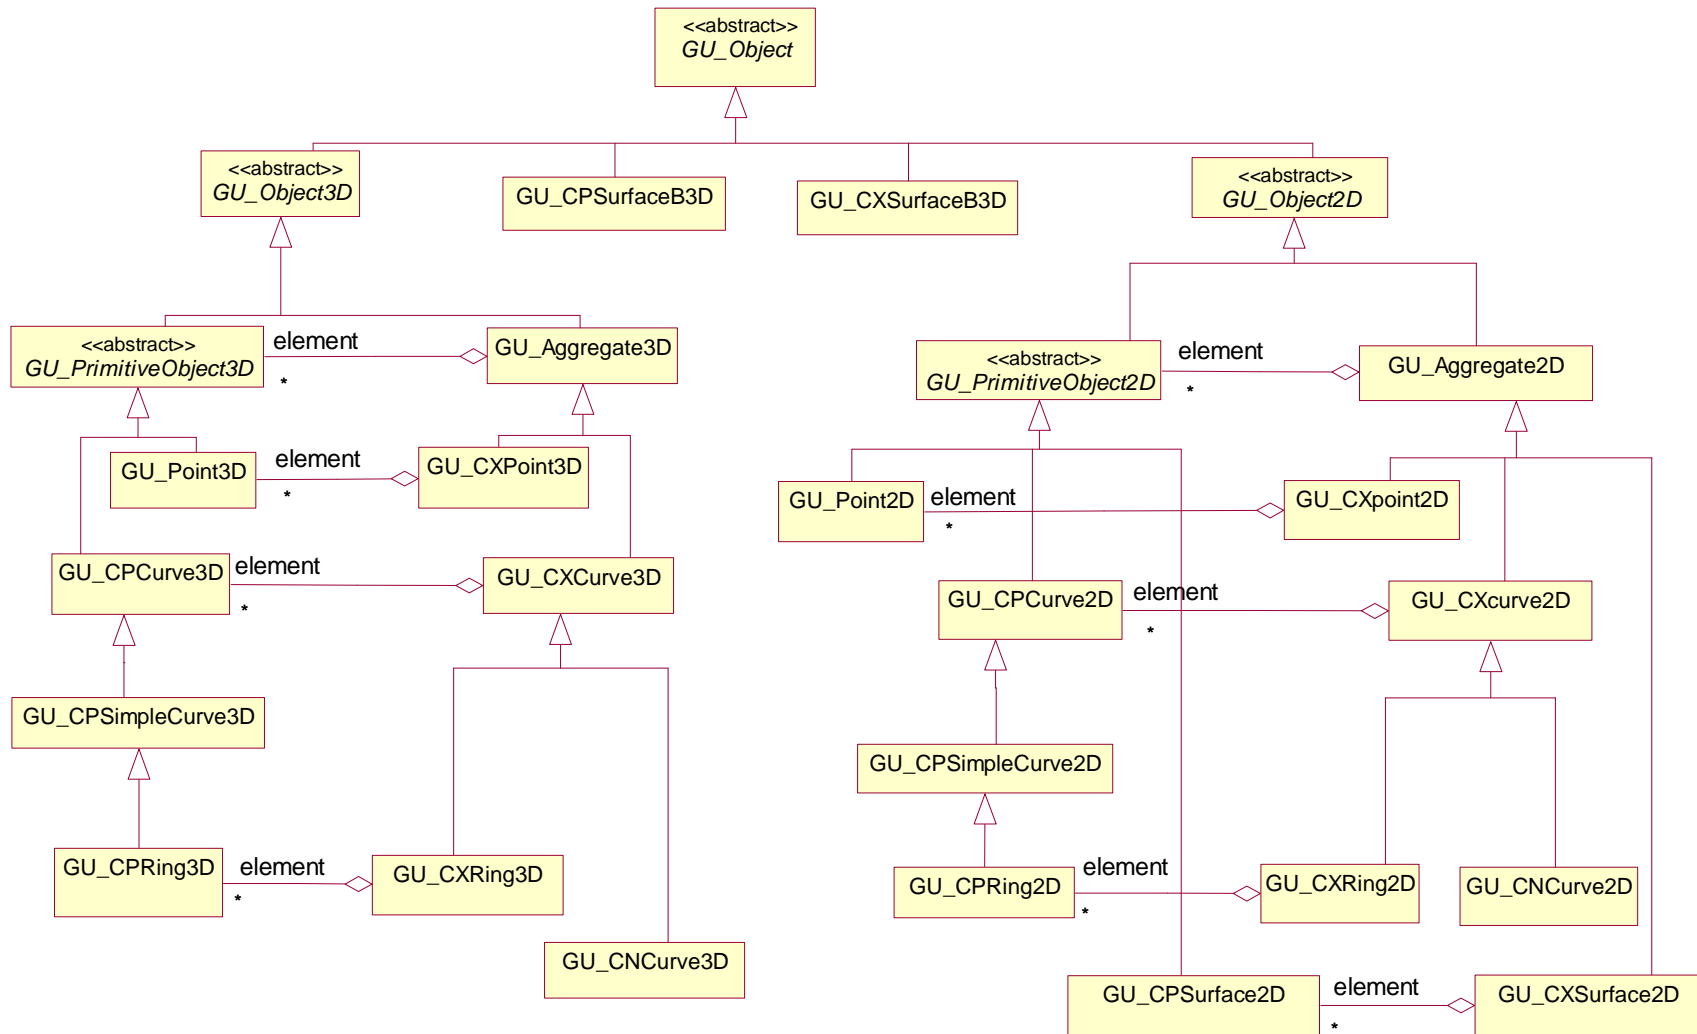 <<abstract>>
GU_Object
<<abstract>>
GU_Object3D
GU_CPSurfaceB3D
GU_CXSurfaceB3D
<<abstract>>
GU_Object2D
<<abstract>>
GU_PrimitiveObject3D
element
*
GU_Aggregate3D
<<abstract>>
GU_PrimitiveObject2D
element
*
GU_Aggregate2D
GU_Point3D
element
*
GU_CXPoint3D
GU_Point2D
element
*
GU_CXpoint2D
GU_CPCurve3D
element
*
GU_CXCurve3D
GU_CPCurve2D
element
*
GU_CXcurve2D
GU_CPSimpleCurve3D
GU_CPSimpleCurve2D
GU_CPRing3D
element
*
GU_CXRing3D
GU_CPRing2D
element
*
GU_CXRing2D
GU_CNCurve2D
GU_CNCurve3D
GU_CPSurface2D
element
*
GU_CXSurface2D